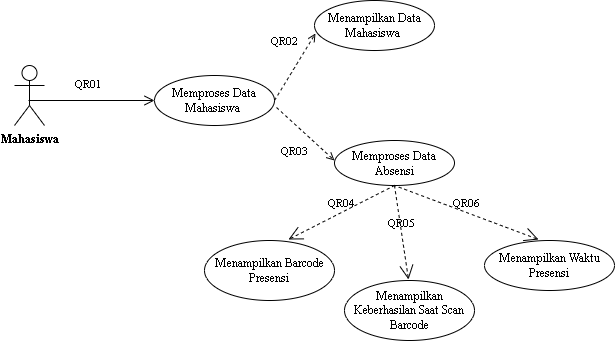 Menampilkan Data
Mahasiswa
QR02
QR01
Memproses Data
Mahasiswa
Mahasiswa
QR03
Memproses Data
Absensi
QR04
QR06
QR05
Menampilkan Barcode
Presensi
Menampilkan Waktu
Presensi
Menampilkan
Keberhasilan Saat Scan
Barcode